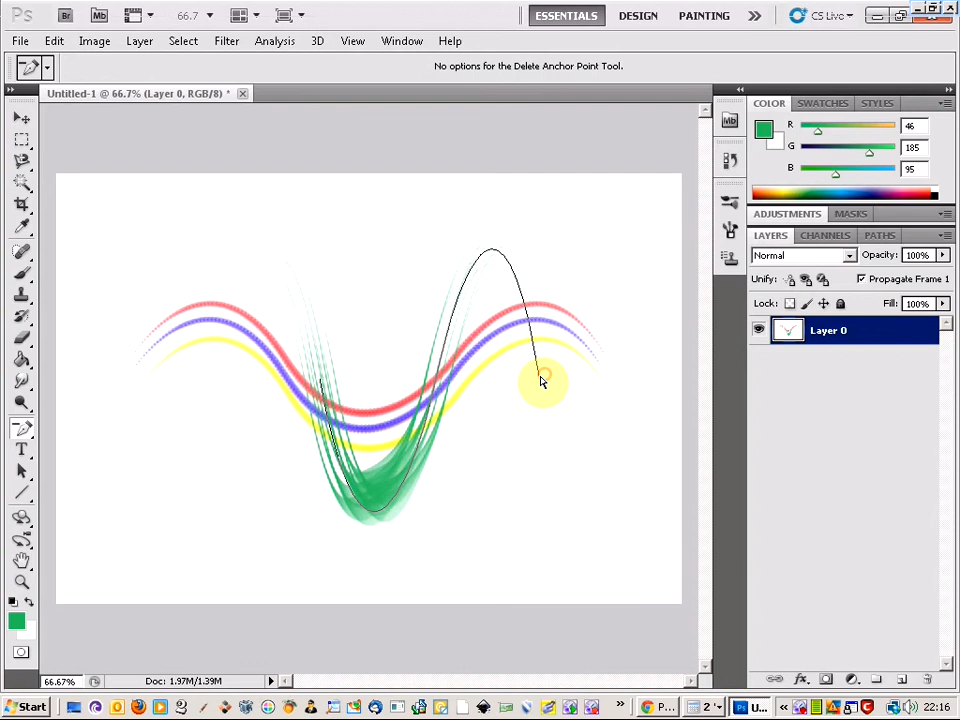 Ps Br Mb 66.7 ESSENTIALS DESIGN PAINTING CS Live
File Edit Image Layer Select Filter Analysis 3D View Window Help
No options for the Delete Anchor Point Tool.
Untitled-1 @ 66.7% (Layer 0, RGB/8) *
COLOR SWATCHES STYLES
Mb
R 46
G 185
B 95
ADJUSTMENTS MASKS
LAYERS CHANNELS PATHS
Normal Opacity: 100%
Unify: Propagate Frame 1
Lock: Fill: 100%
Layer 0
T
66.67% Doc: 1.97M/1.39M
fx
Start P... 2 U... 22:16